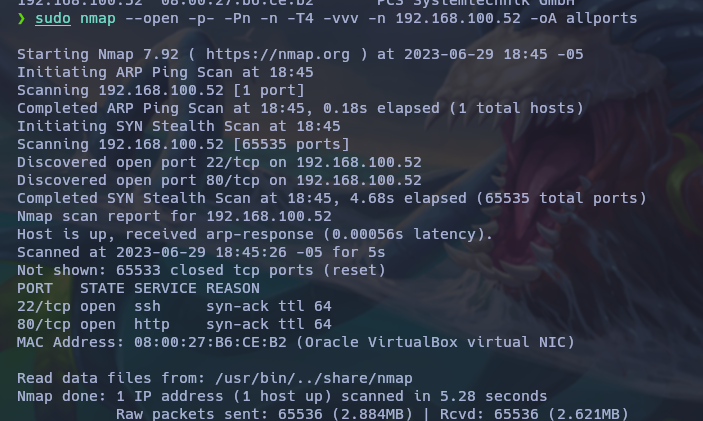 192.168.100.52  08:00:27:b6:ce:b2       PCS Systemtechnik GmbH
❯ sudo nmap --open -p- -Pn -n -T4 -vvv -n 192.168.100.52 -oA allports
Starting Nmap 7.92 ( https://nmap.org ) at 2023-06-29 18:45 -05
Initiating ARP Ping Scan at 18:45
Scanning 192.168.100.52 [1 port]
Completed ARP Ping Scan at 18:45, 0.18s elapsed (1 total hosts)
Initiating SYN Stealth Scan at 18:45
Scanning 192.168.100.52 [65535 ports]
Discovered open port 22/tcp on 192.168.100.52
Discovered open port 80/tcp on 192.168.100.52
Completed SYN Stealth Scan at 18:45, 4.68s elapsed (65535 total ports)
Nmap scan report for 192.168.100.52
Host is up, received arp-response (0.00056s latency).
Scanned at 2023-06-29 18:45:26 -05 for 5s
Not shown: 65533 closed tcp ports (reset)
PORT   STATE SERVICE REASON
22/tcp open  ssh     syn-ack ttl 64
80/tcp open  http    syn-ack ttl 64
MAC Address: 08:00:27:B6:CE:B2 (Oracle VirtualBox virtual NIC)
Read data files from: /usr/bin/../share/nmap
Nmap done: 1 IP address (1 host up) scanned in 5.28 seconds
           Raw packets sent: 65536 (2.884MB) | Rcvd: 65536 (2.621MB)